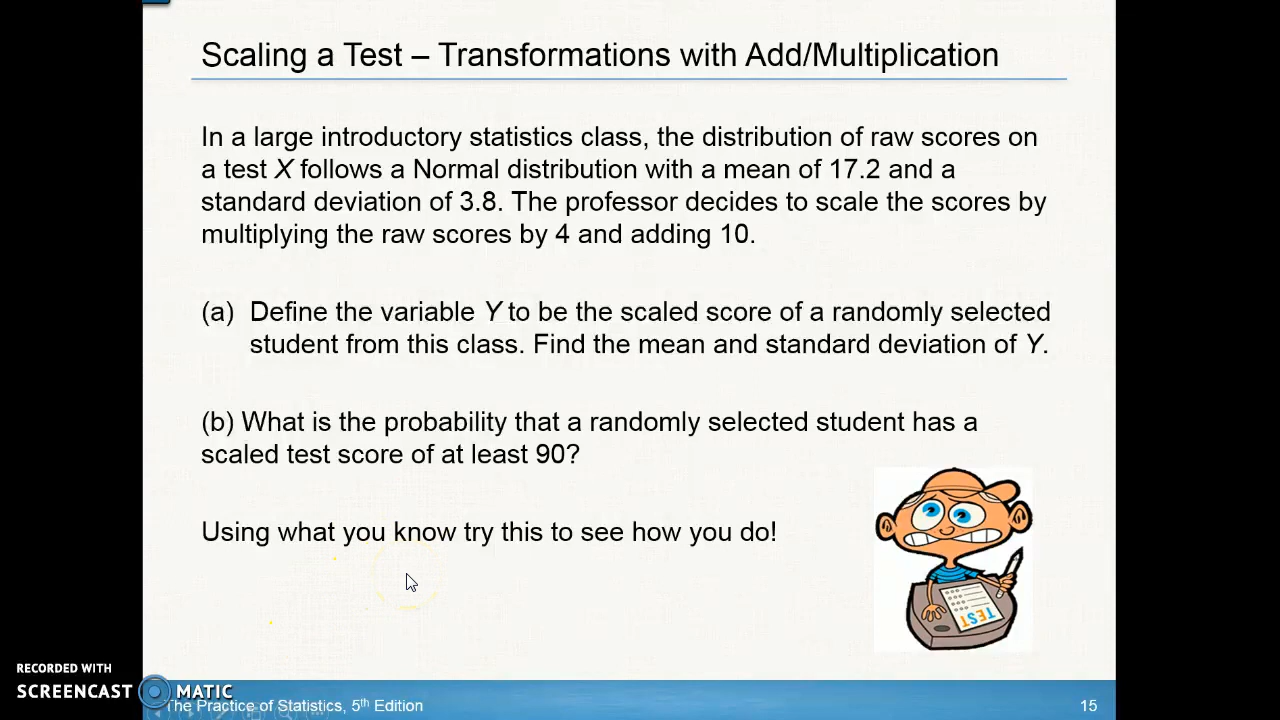 Scaling a Test – Transformations with Add/Multiplication
In a large introductory statistics class, the distribution of raw scores on
a test X follows a Normal distribution with a mean of 17.2 and a
standard deviation of 3.8. The professor decides to scale the scores by
multiplying the raw scores by 4 and adding 10.
(a) Define the variable Y to be the scaled score of a randomly selected
student from this class. Find the mean and standard deviation of Y.
(b) What is the probability that a randomly selected student has a
scaled test score of at least 90?
Using what you know try this to see how you do!
TEST
RECORDED WITH
SCREENCAST MATIC
The Practice of Statistics, 5th Edition
15